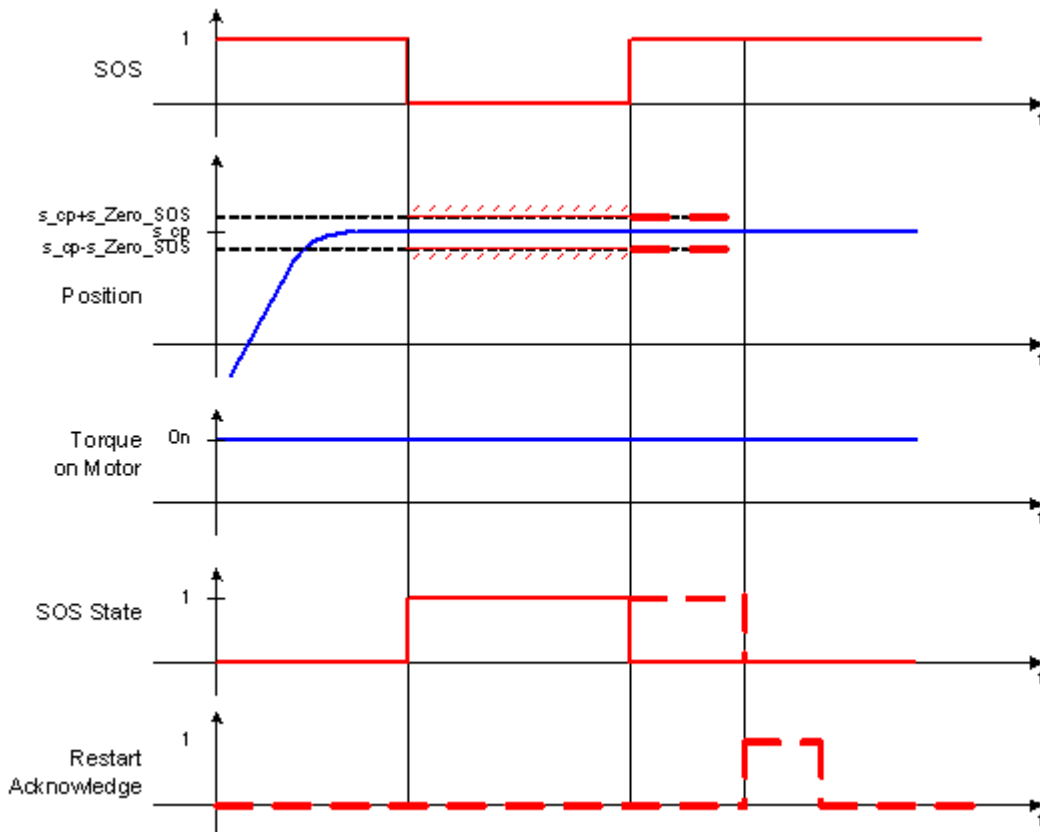 1
SOS
t
s_cp+s_Zero_SOS
s_cp
s_cp-s_Zero_SOS
Position
t
On
Torque
on Motor
t
1
SOS State
t
1
Restart
Acknowledge
t